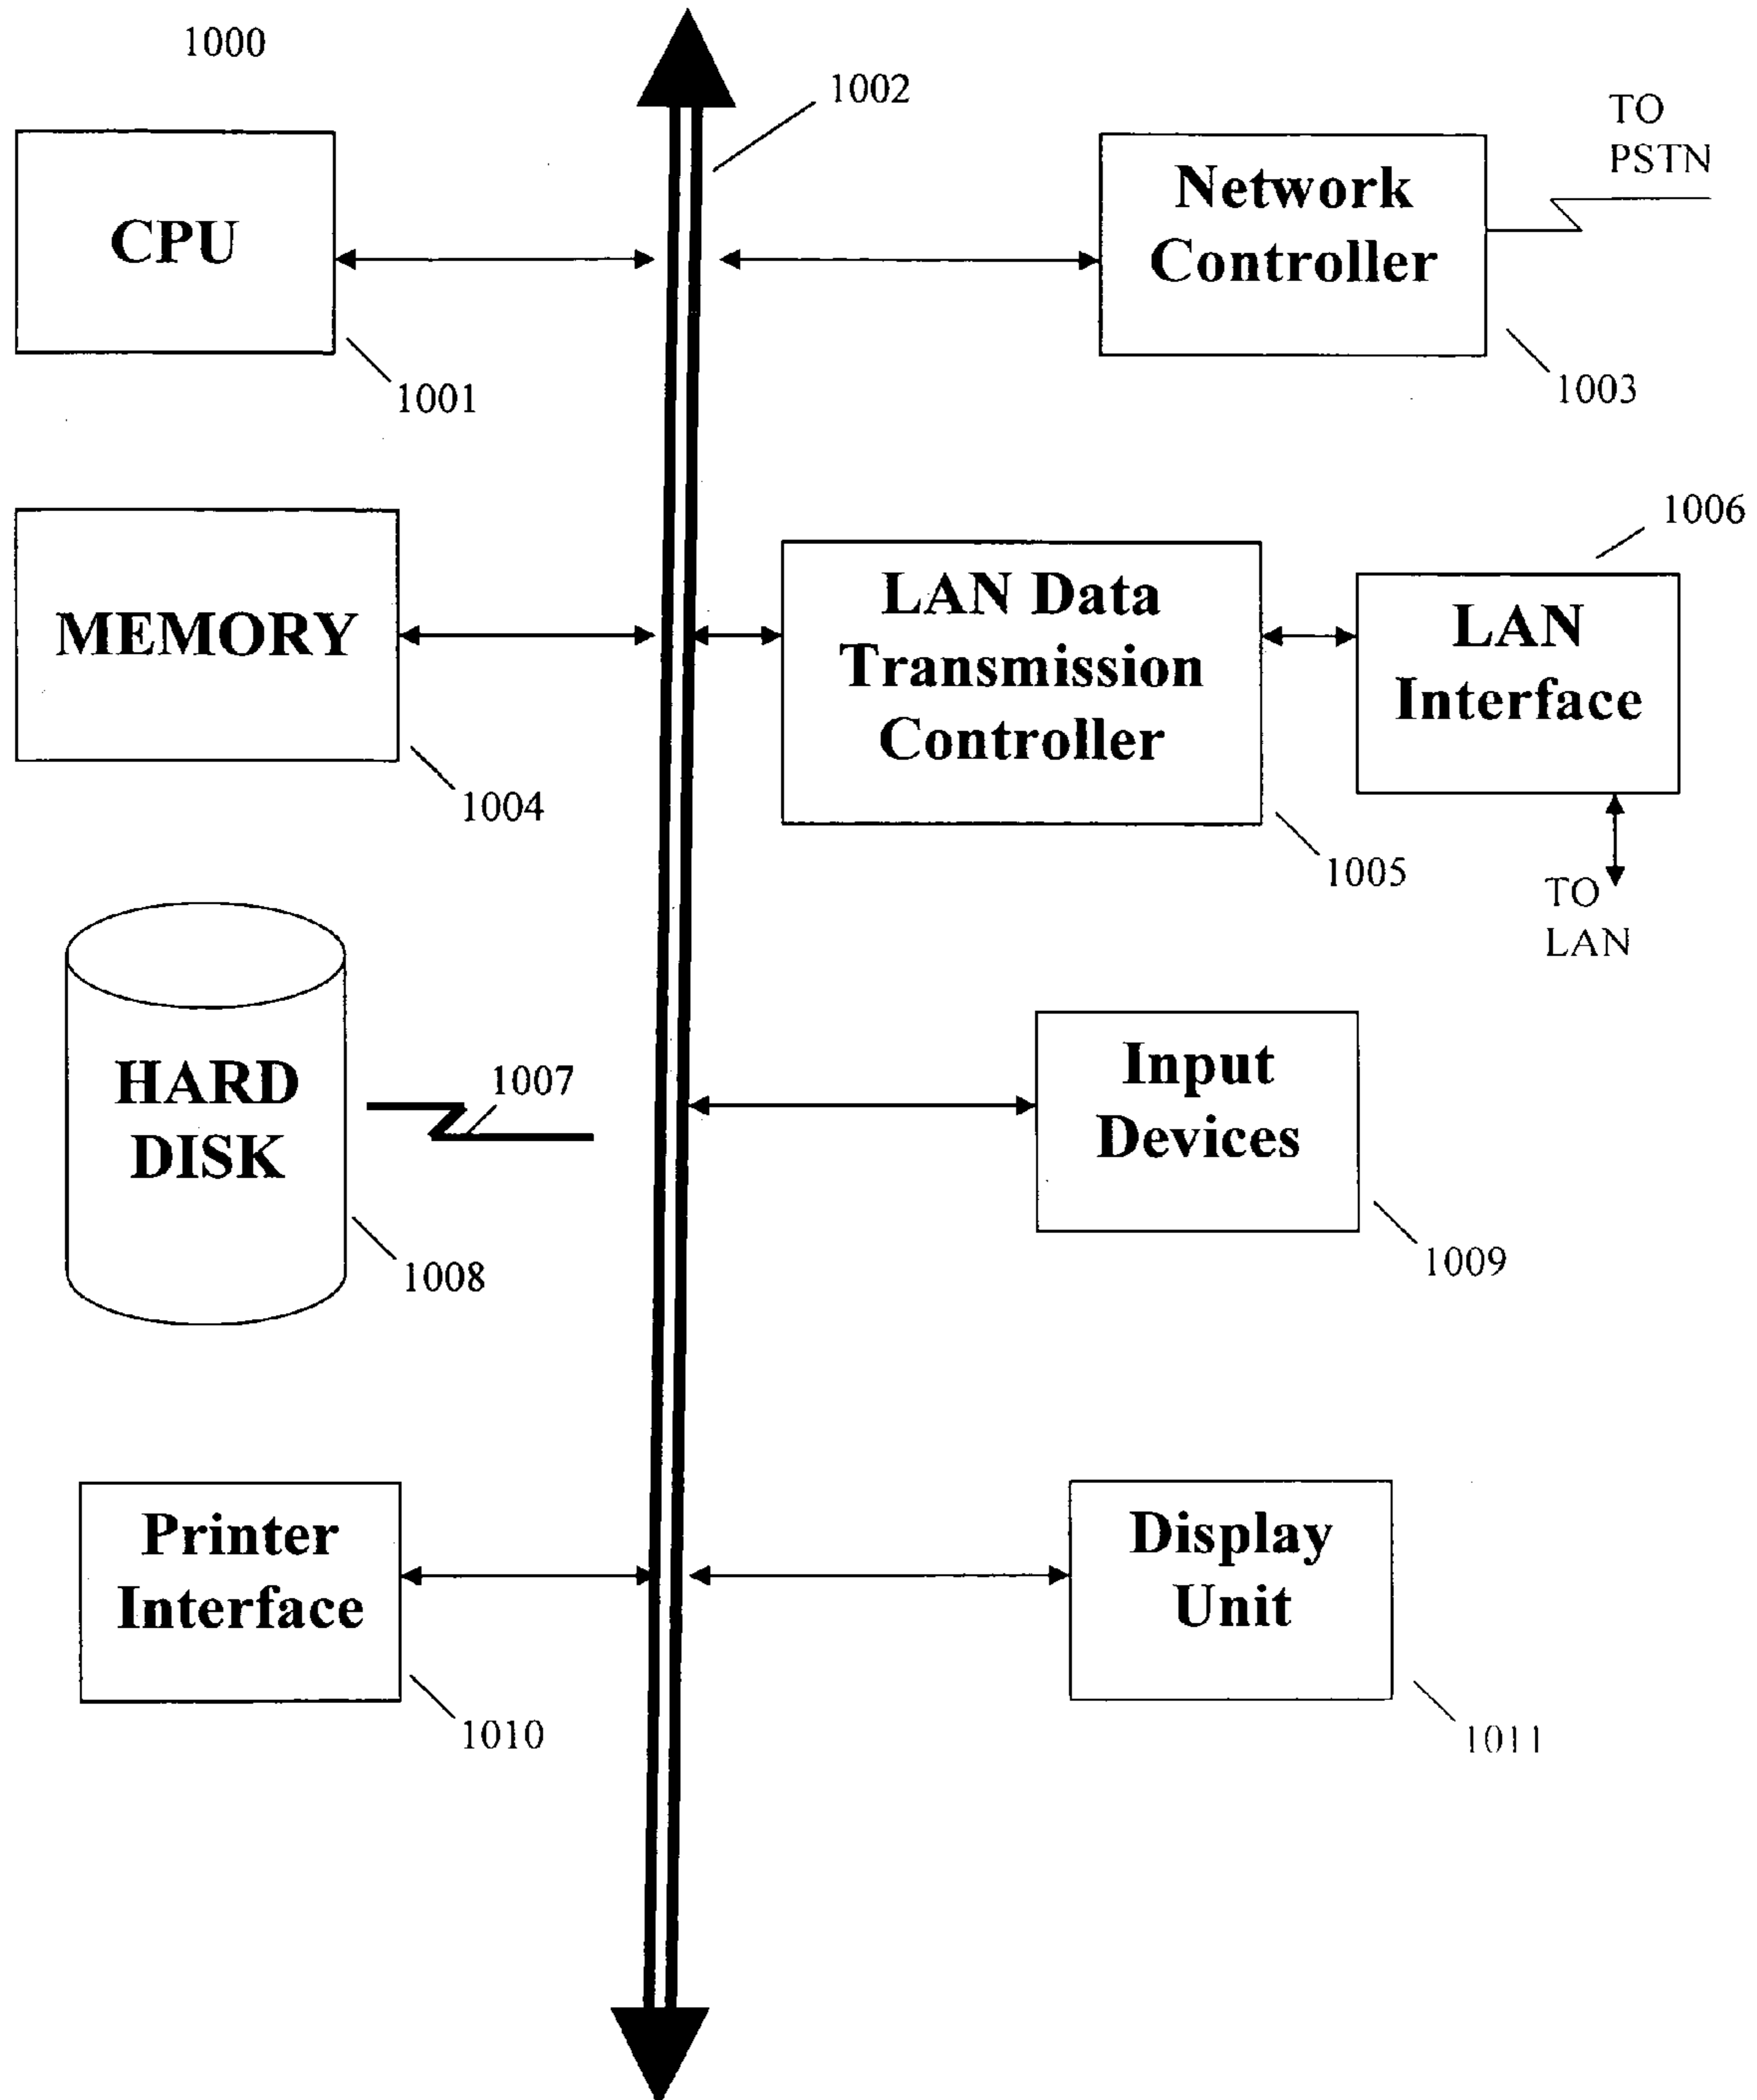 1000
1002
TO
PSTN
CPU
Network
Controller
1001
1003
1006
MEMORY
LAN Data
Transmission
Controller
LAN
Interface
1004
1005
TO
LAN
HARD
DISK
1007
Input
Devices
1008
1009
Printer
Interface
Display
Unit
1010
1011